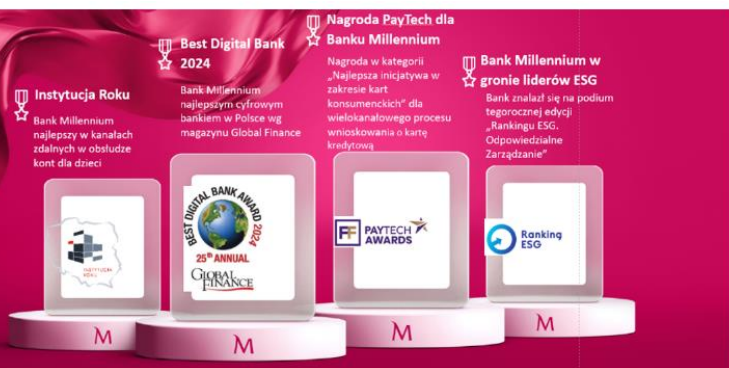 Instytucja Roku
Bank Millennium
najlepszy w kanałach
zdalnych w obsłudze
kont dla dzieci
INSTYTUCJA
ROKU
M
Best Digital Bank
2024
Bank Millennium
najlepszym cyfrowym
bankiem w Polsce wg
magazynu Global Finance
BEST DIGITAL BANK AWARD 2024
25th ANNUAL
GLOBAL
FINANCE
M
Nagroda PayTech dla
Banku Millennium
Nagroda w kategorii
„Najlepsza inicjatywa w
zakresie kart
konsumenckich” dla
wielokanałowego procesu
wnioskowania o kartę
kredytową
FF PAYTECH
AWARDS
M
Bank Millennium w
gronie liderów ESG
Bank znalazł się na podium
tegorocznej edycji
„Rankingu ESG.
Odpowiedzialne
Zarządzanie”
Ranking
ESG
M